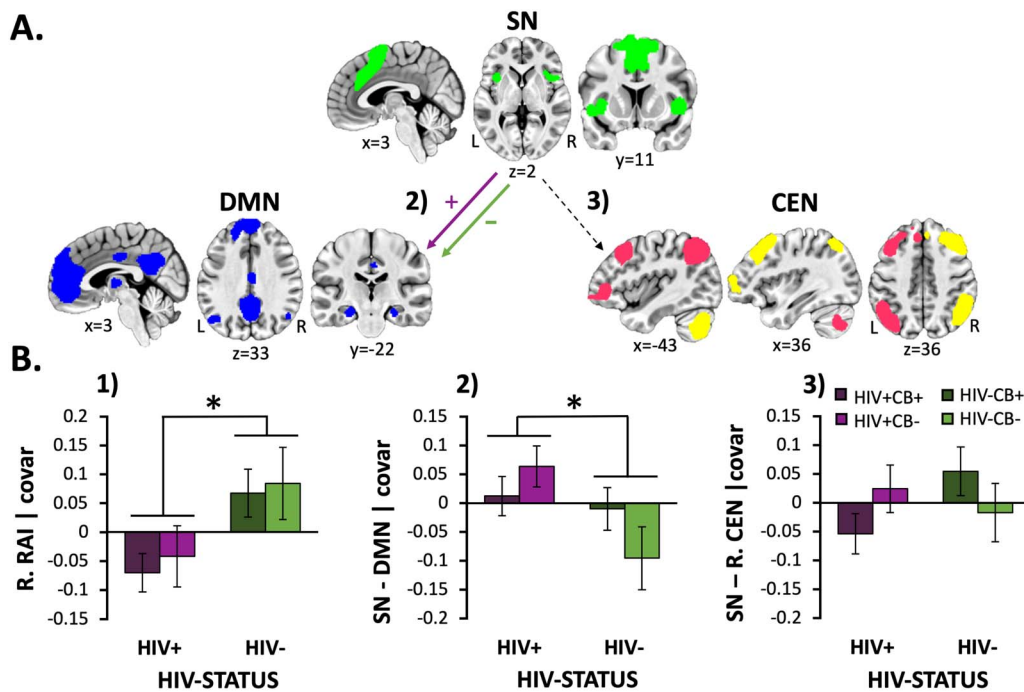 A.
SN
x=3
L
R
z=2
y=11
DMN
2)
+
−
3)
CEN
x=3
L
R
z=33
y=-22
x=-43
x=36
L
R
z=36
B.
1)
R. RAI | covar
0.2
0.15
0.1
0.05
0
-0.05
-0.1
-0.15
*
HIV+
HIV-
HIV-STATUS
2)
SN - DMN | covar
0.15
0.1
0.05
0
-0.05
-0.1
-0.15
-0.2
*
HIV+
HIV-
HIV-STATUS
3)
HIV+CB+
HIV-CB+
HIV+CB-
HIV-CB-
SN – R. CEN |covar
0.15
0.1
0.05
0
-0.05
-0.1
-0.15
-0.2
HIV+
HIV-
HIV-STATUS